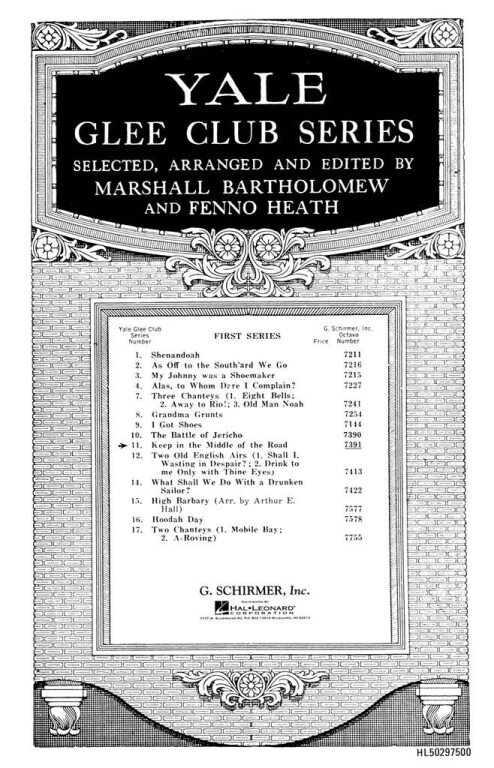 YALE
GLEE CLUB SERIES
SELECTED, ARRANGED AND EDITED BY
MARSHALL BARTHOLOMEW
AND FENNO HEATH
Yale Glee Club
Series
Number
FIRST SERIES
G. Schirmer, Inc.
Octavo
Price Number
1. Shenandoah 7211
2. As Off to the South'ard We Go 7216
3. My Johnny was a Shoemaker 7215
4. Alas, to Whom Dare I Complain? 7227
7. Three Chanteys (1. Eight Bells;
2. Away to Rio!; 3. Old Man Noah 7241
8. Grandma Grunts 7254
9. I Got Shoes 7144
10. The Battle of Jericho 7390
→ 11. Keep in the Middle of the Road 7391
12. Two Old English Airs (1. Shall I,
Wasting in Despair?; 2. Drink to
me Only with Thine Eyes) 7413
14. What Shall We Do With a Drunken
Sailor? 7422
15. High Barbary (Arr. by Arthur E.
Hall) 7577
16. Hoodah Day 7578
17. Two Chanteys (1. Mobile Bay;
2. A-Roving) 7755
G. SCHIRMER, Inc.
HAL•LEONARD
CORPORATION
HL50297500